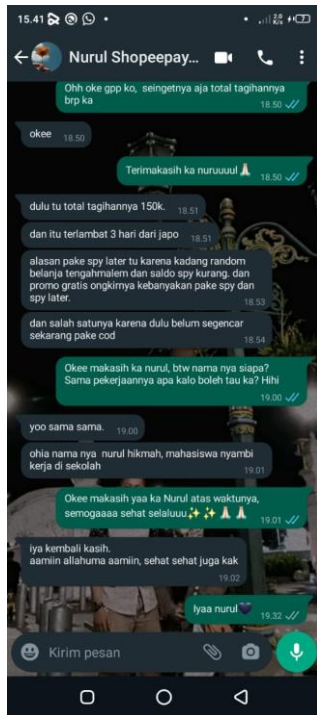 15.41
Nurul Shopeepay...
Ohh oke gpp ko, seingetnya aja total tagihannya
brp ka
18.50
okee 18.50
Terimakasih ka nuruuuul🙏🏻 18.50
dulu tu total tagihannya 150k. 18.51
dan itu terlambat 3 hari dari japo 18.51
alasan pake spy later tu karena kadang random
belanja tengahmalem dan saldo spy kurang. dan
promo gratis ongkirnya kebanyakan pake spy dan
spy later.
18.53
dan salah satunya karena dulu belum segencar
sekarang pake cod
18.54
Okee makasih ka nurul, btw nama nya siapa?
Sama pekerjaannya apa kalo boleh tau ka? Hihi
19.00
yoo sama sama. 19.00
ohia nama nya nurul hikmah, mahasiswa nyambi
kerja di sekolah
19.01
Okee makasih yaa ka Nurul atas waktunya,
semogaaaa sehat selaluuu✨✨🙏🏻🙏🏻 19.01
iya kembali kasih.
aamiin allahuma aamiin, sehat sehat juga kak
19.02
Iyaa nurul💜 19.32
Kirim pesan